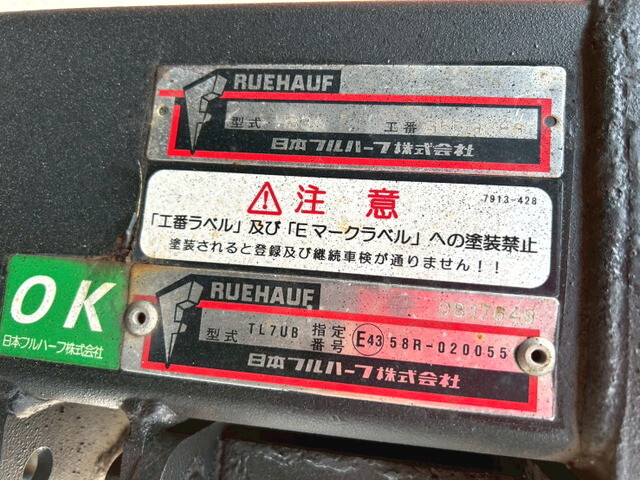 FRUEHAUF
型式
工番
日本フルハーフ株式会社
注意
7913-428
「工番ラベル」及び「Eマークラベル」への塗装禁止
塗装されると登録及び継続車検が通りません!!
OK
日本フルハーフ株式会社
FRUEHAUF
型式 TL7UB 指定番号 E43 58R-020055
日本フルハーフ株式会社